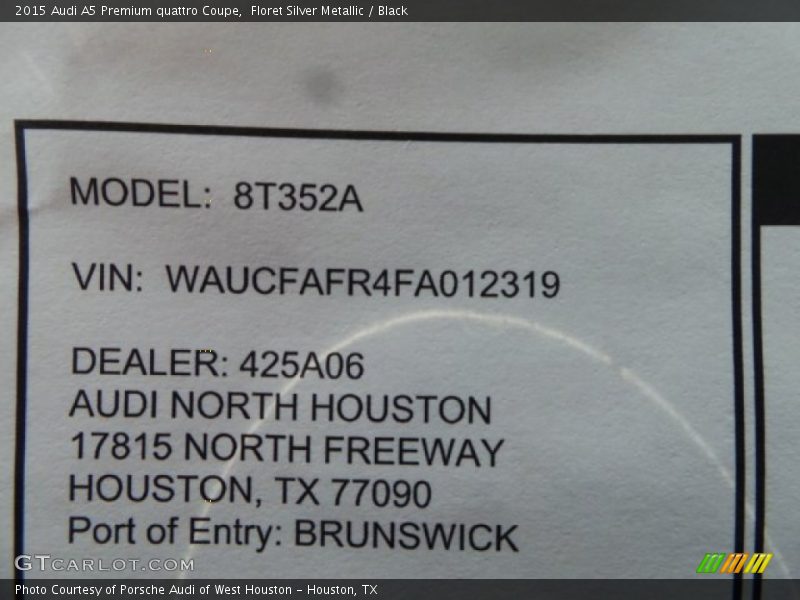 2015 Audi A5 Premium quattro Coupe,  Floret Silver Metallic / Black
MODEL: 8T352A
VIN: WAUCFAFR4FA012319
DEALER: 425A06
AUDI NORTH HOUSTON
17815 NORTH FREEWAY
HOUSTON, TX 77090
Port of Entry: BRUNSWICK
GTCARLOT.COM
Photo Courtesy of Porsche Audi of West Houston - Houston, TX